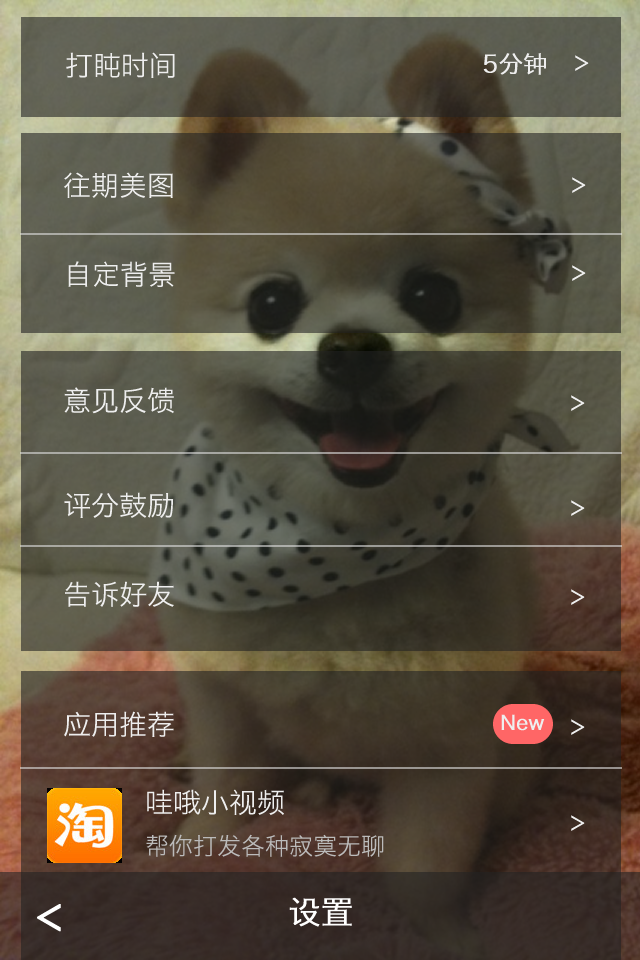 打盹时间 5分钟 >
往期美图 >
自定背景 >
意见反馈 >
评分鼓励 >
告诉好友 >
应用推荐 New >
淘 哇哦小视频 >
帮你打发各种寂寞无聊
< 设置